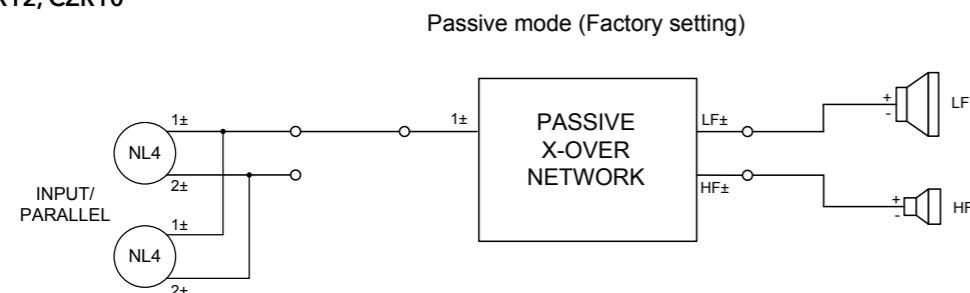 Passive mode (Factory setting)
1±
NL4
2±
INPUT/
PARALLEL
1±
NL4
2±
1±
PASSIVE
X-OVER
NETWORK
LF±
HF±
+
-
LF
+
-
HF